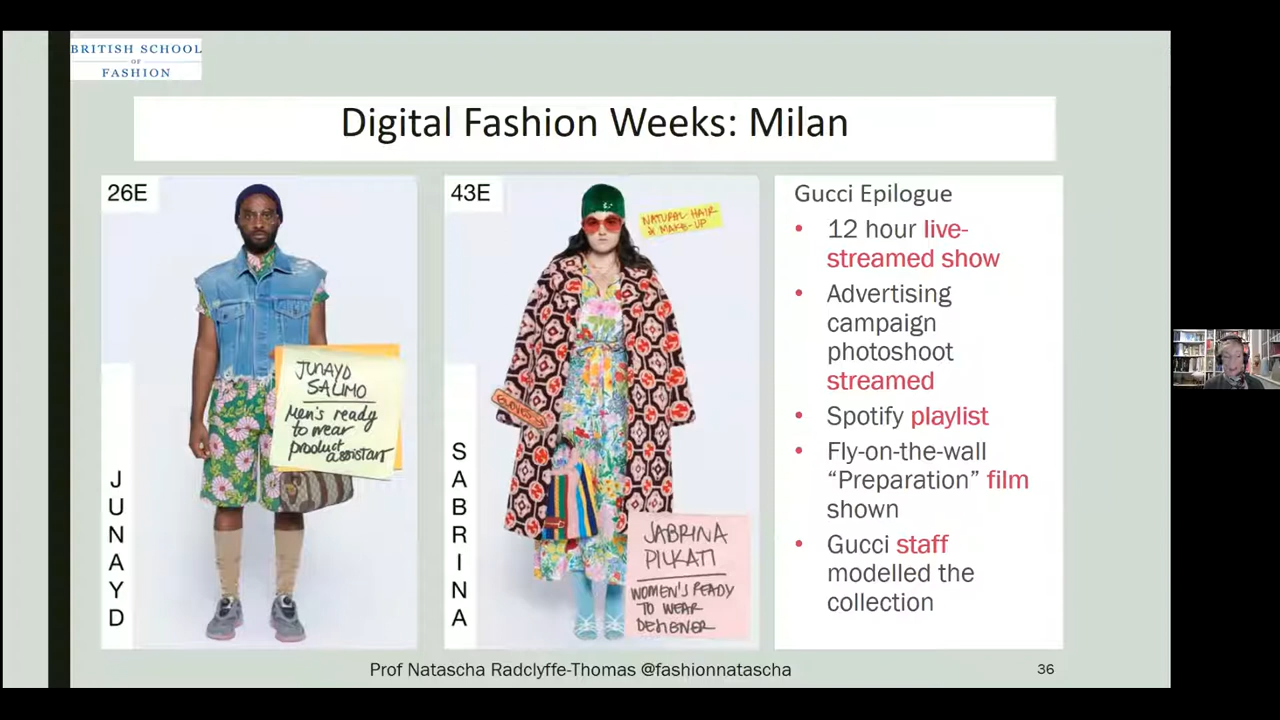 BRITISH SCHOOL
OF
FASHION
Digital Fashion Weeks: Milan
26E
JUNAYD
JUNAYD
SALIMO
Men's ready
to wear
product
assistant
43E
SABRINA
NATURAL HAIR
& MAKE-UP
GLOVES
SABRINA
PILKATI
WOMEN'S READY
TO WEAR
DESIGNER
Gucci Epilogue
• 12 hour live-
streamed show
• Advertising
campaign
photoshoot
streamed
• Spotify playlist
• Fly-on-the-wall
“Preparation” film
shown
• Gucci staff
modelled the
collection
Prof Natascha Radclyffe-Thomas @fashionnatascha
36